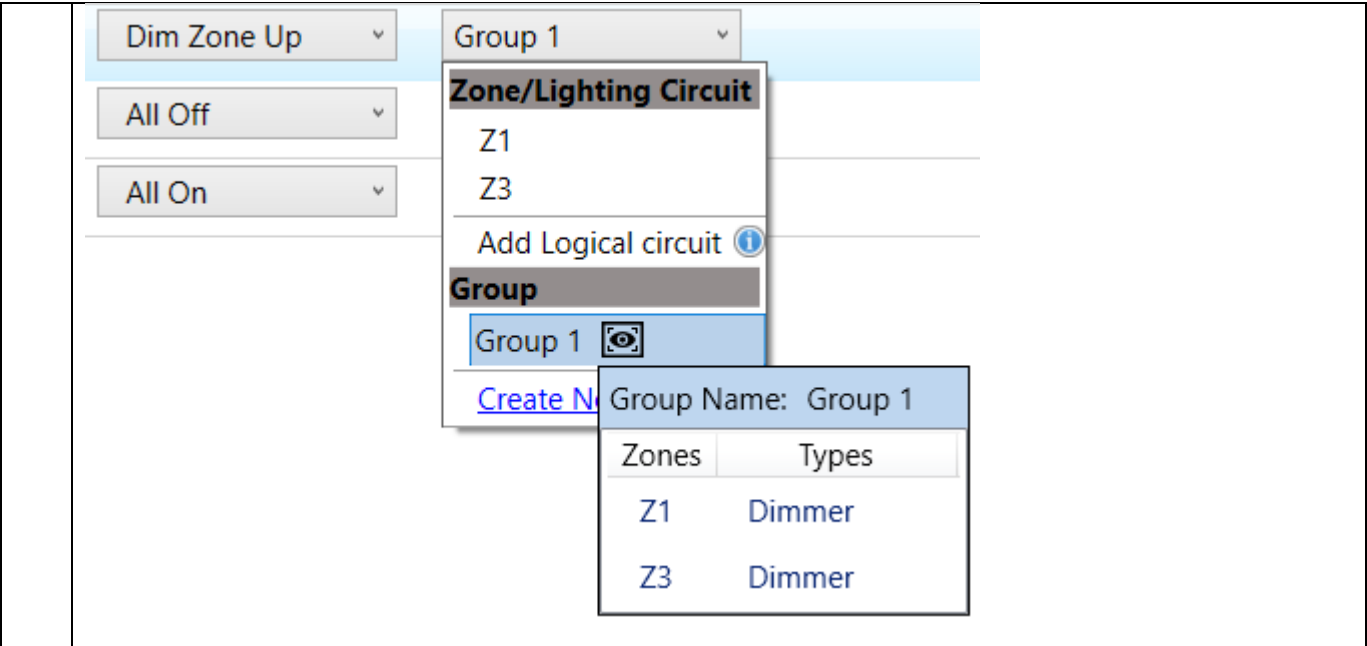 Dim Zone Up Group 1
Zone/Lighting Circuit
All Off
Z1
Z3
All On
Add Logical circuit
Group
Group 1
Create
Group Name: Group 1
Zones Types
Z1 Dimmer
Z3 Dimmer